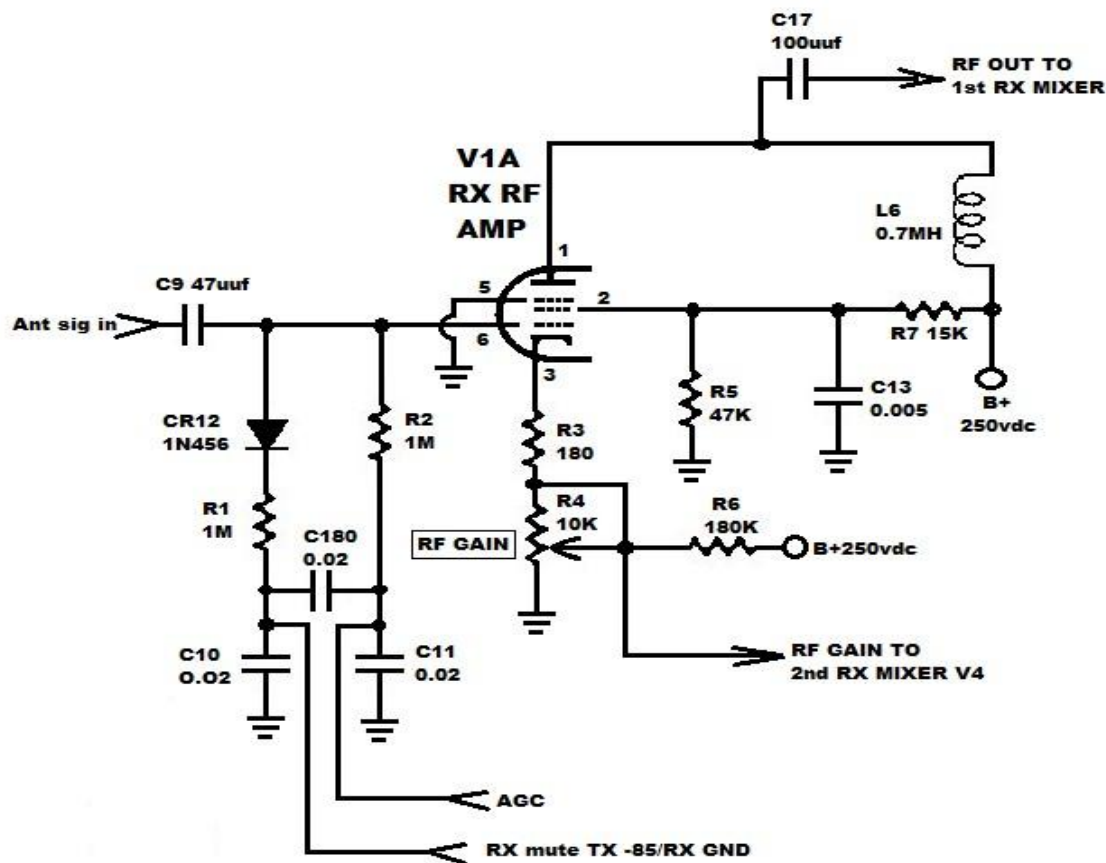 C17
100uuf
RF OUT TO
1st RX MIXER
V1A
RX RF
AMP
L6
0.7MH
1
C9 47uuf
5
2
Ant sig in
6
R7 15K
3
CR12
1N456
R2
1M
R3
180
R5
47K
C13
0.005
B+
250vdc
R1
1M
R4
10K
R6
180K
C180
0.02
RF GAIN
B+250vdc
C10
O.O2
C11
0.02
RF GAIN TO
2nd RX MIXER V4
AGC
RX mute TX -85/RX GND